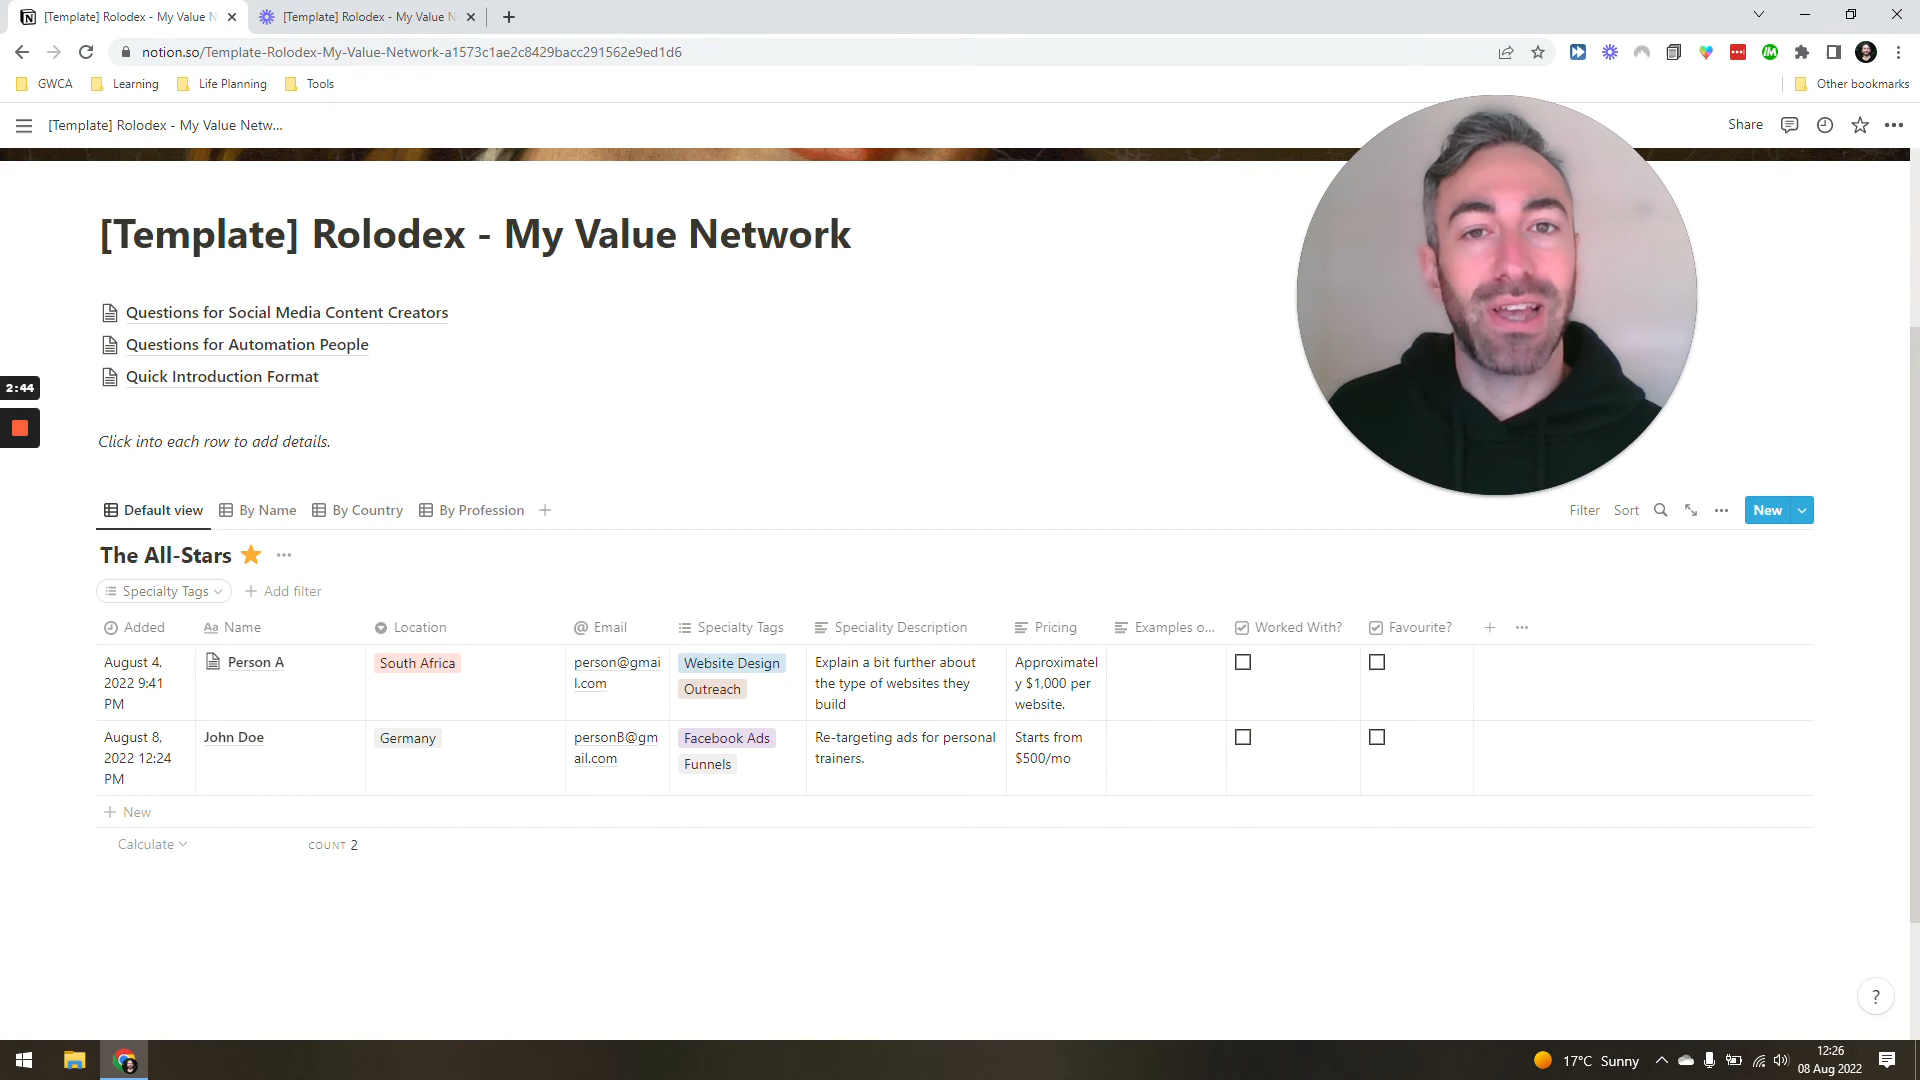 [Template] Rolodex - My Value N
[Template] Rolodex - My Value N
notion.so/Template-Rolodex-My-Value-Network-a1573c1ae2c8429bacc291562e9ed1d6
GWCA
Learning
Life Planning
Tools
Other bookmarks
[Template] Rolodex - My Value Netw...
Share
[Template] Rolodex - My Value Network
Questions for Social Media Content Creators
Questions for Automation People
Quick Introduction Format
2:44
Click into each row to add details.
Default view
By Name
By Country
By Profession
Filter
Sort
New
The All-Stars
Specialty Tags
Add filter
Added
Aa Name
Location
@ Email
Specialty Tags
Speciality Description
Pricing
Examples o...
Worked With?
Favourite?
August 4, 2022 9:41 PM
Person A
South Africa
person@gmail.com
Website Design
Outreach
Explain a bit further about the type of websites they build
Approximately $1,000 per website.
August 8, 2022 12:24 PM
John Doe
Germany
personB@gmail.com
Facebook Ads
Funnels
Re-targeting ads for personal trainers.
Starts from $500/mo
New
Calculate
COUNT 2
?
17°C Sunny
12:26
08 Aug 2022